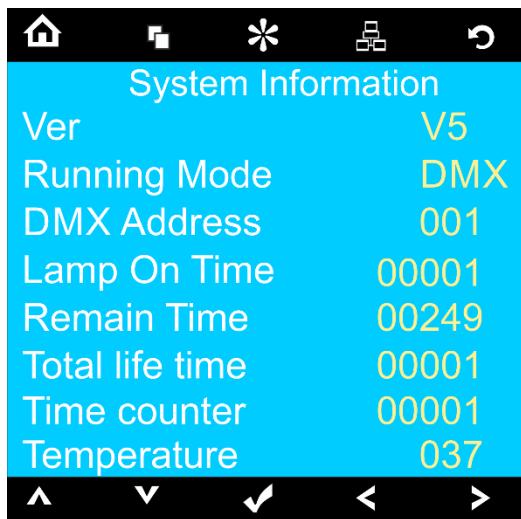 System Information
Ver V5
Running Mode DMX
DMX Address 001
Lamp On Time 00001
Remain Time 00249
Total life time 00001
Time counter 00001
Temperature 037